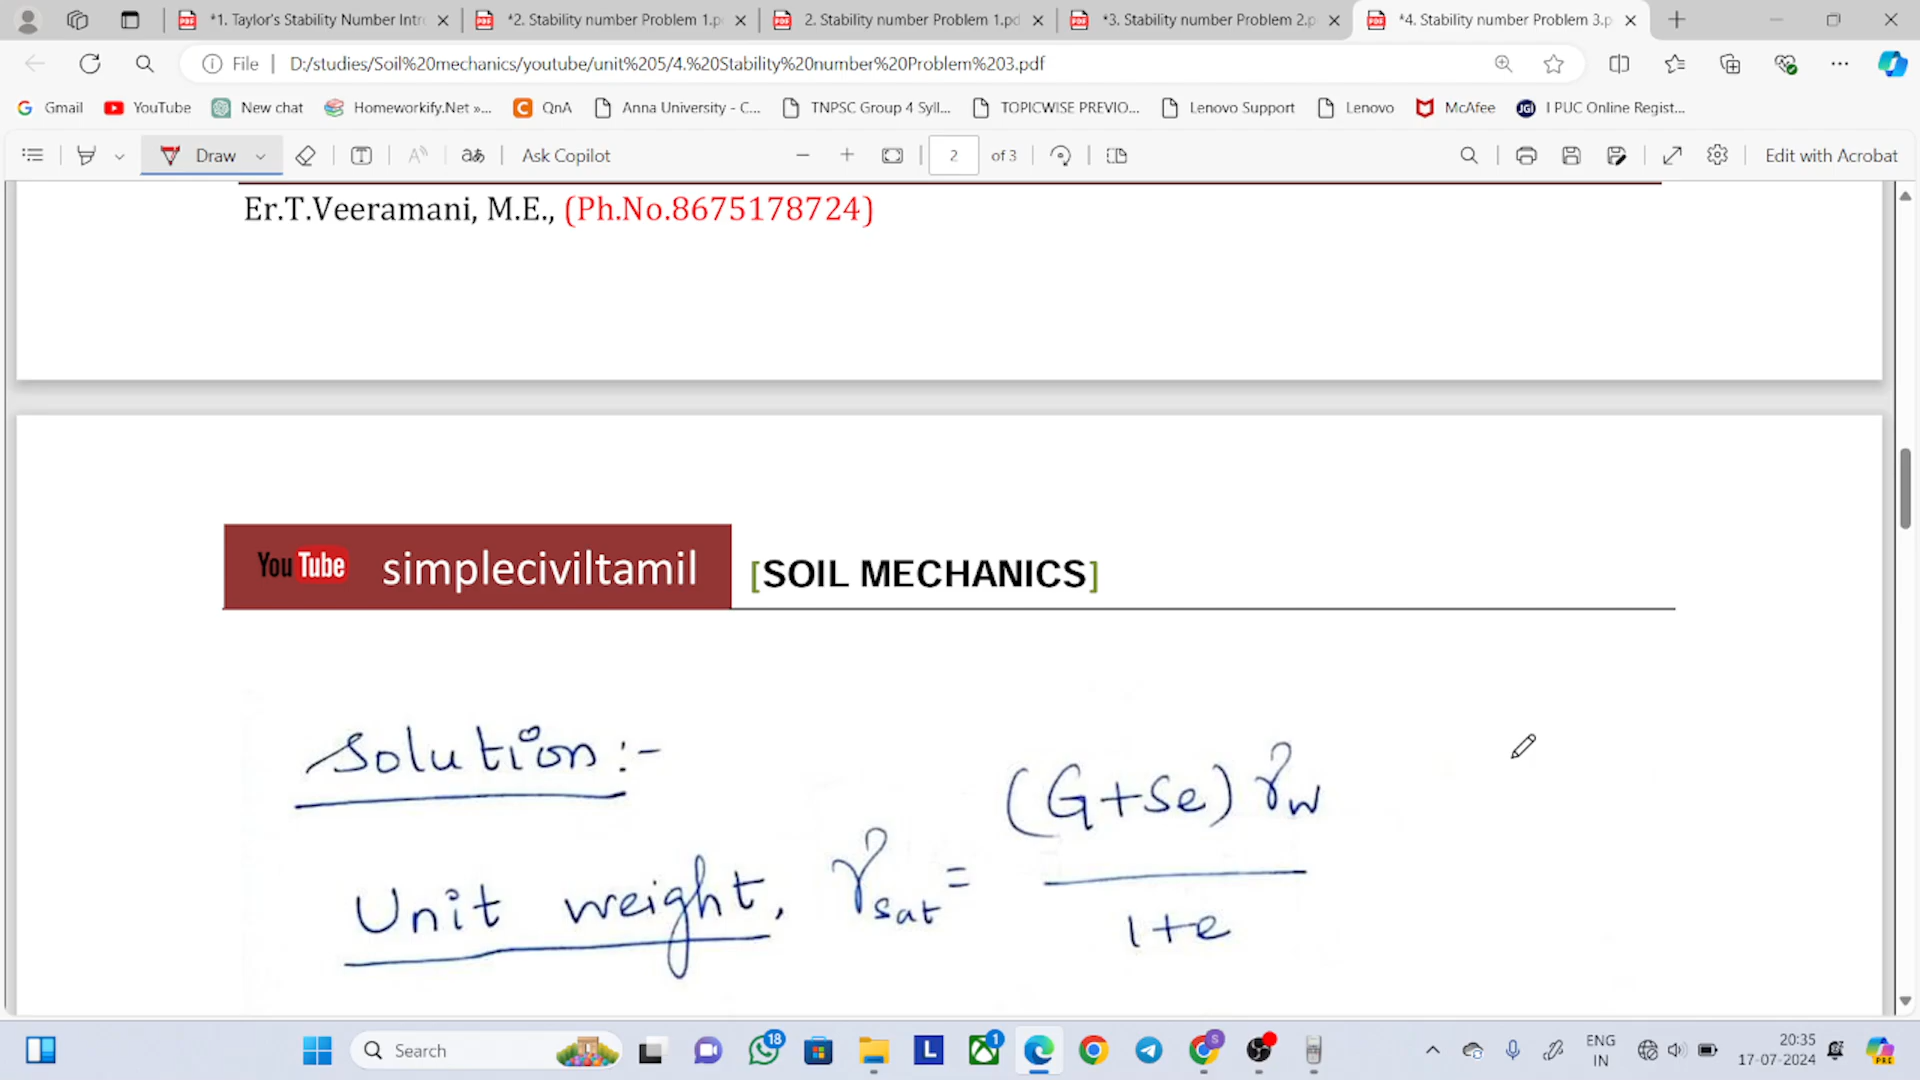 *1. Taylor's Stability Number Intro
*2. Stability number Problem 1.p
2. Stability number Problem 1.pd
*3. Stability number Problem 2.p
*4. Stability number Problem 3.p
File
D:/studies/Soil%20mechanics/youtube/unit%205/4.%20Stability%20number%20Problem%203.pdf
Gmail YouTube New chat Homeworkify.Net »... QnA Anna University - C... TNPSC Group 4 Syll... TOPICWISE PREVIO... Lenovo Support Lenovo McAfee I PUC Online Regist...
Draw Ask Copilot 2 of 3 Edit with Acrobat
Er.T.Veeramani, M.E., (Ph.No.8675178724)
YouTube simpleciviltamil [SOIL MECHANICS]
Solution:-
Unit weight, γsat = (G+Se) γw
1+e
Search 18 1 ENG 20:35
IN 17-07-2024